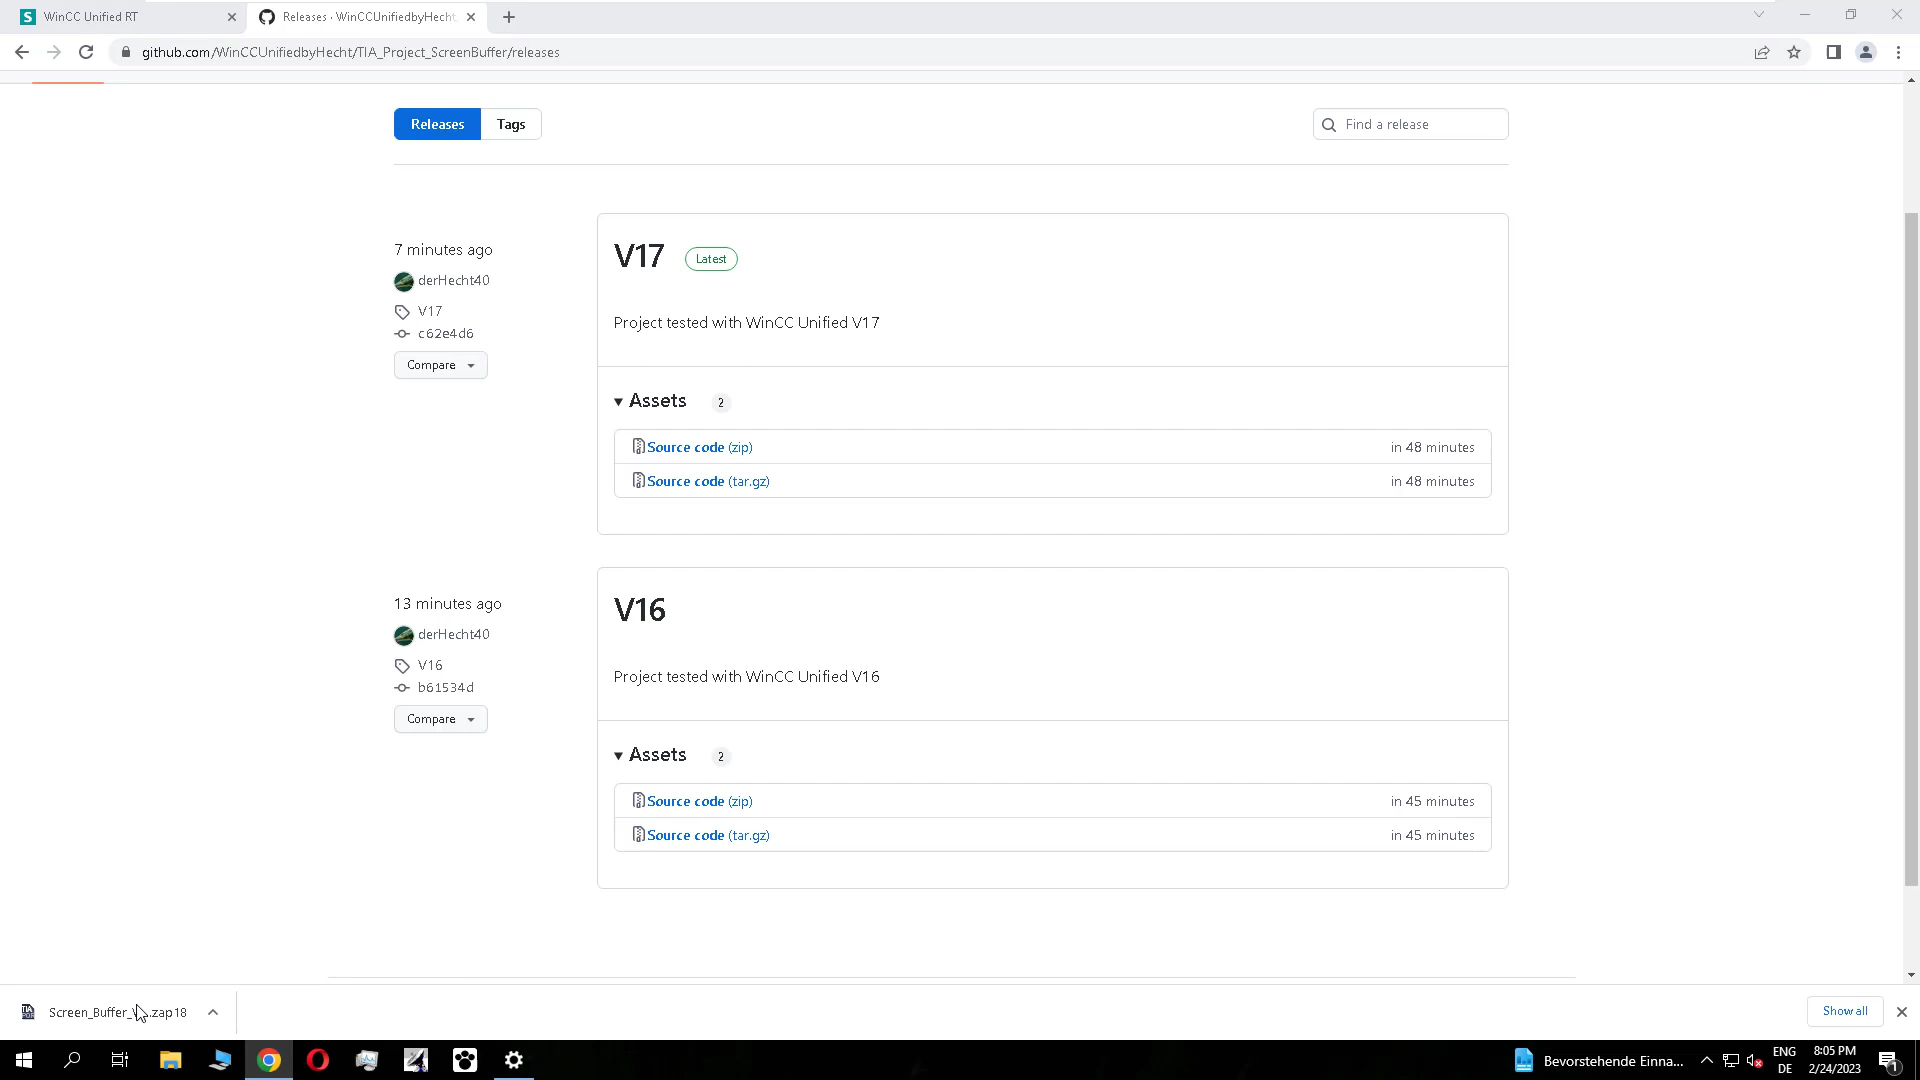 WinCC Unified RT
Releases · WinCCUnifiedbyHecht
github.com/WinCCUnifiedbyHecht/TIA_Project_ScreenBuffer/releases
Releases
Tags
Find a release
7 minutes ago
derHecht40
V17
c62e4d6
Compare
V17
Latest
Project tested with WinCC Unified V17
Assets 2
Source code (zip)
in 48 minutes
Source code (tar.gz)
in 48 minutes
13 minutes ago
derHecht40
V16
b61534d
Compare
V16
Project tested with WinCC Unified V16
Assets 2
Source code (zip)
in 45 minutes
Source code (tar.gz)
in 45 minutes
Screen_Buffer_V....zap18
Show all
Bevorstehende Einna...
ENG
DE
8:05 PM
2/24/2023
1